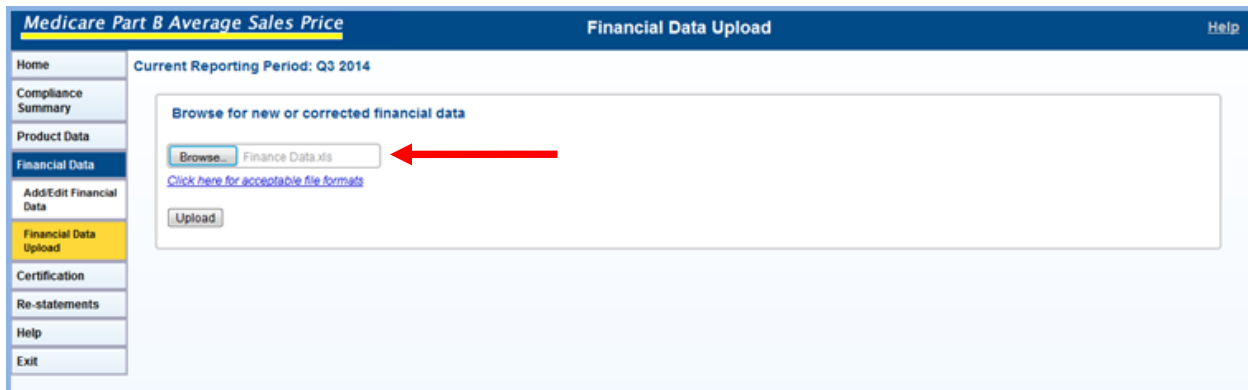 Medicare Part B Average Sales Price
Financial Data Upload
Help
Home
Compliance
Summary
Product Data
Financial Data
Add/Edit Financial
Data
Financial Data
Upload
Certification
Re-statements
Help
Exit
Current Reporting Period: Q3 2014
Browse for new or corrected financial data
Browse... Finance Data.xls
Click here for acceptable file formats
Upload